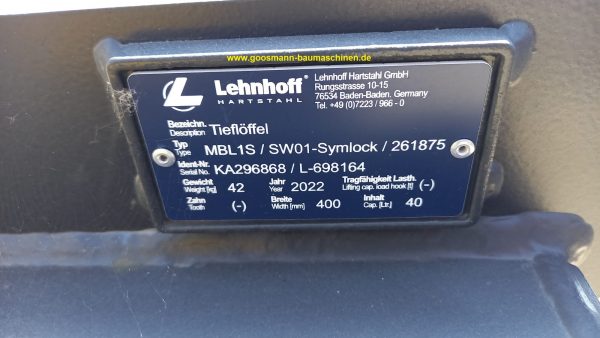 www.goosmann-baumaschinen.de
Lehnhoff®
HARTSTAHL
Lehnhoff Hartstahl GmbH
Rungsstrasse 10-15
76534 Baden-Baden. Germany
Tel. +49 (0)7223 / 966 - 0
Bezeichn.
Description Tieflöffel
Typ
Type MBL1S / SW01-Symlock / 261875
Ident-Nr.
Serial No. KA296868 / L-698164
Gewicht
Weight [kg] 42
Jahr
Year 2022
Tragfähigkeit Lasth.
Lifting cap. load hook [t] (-)
Zahn
Tooth (-)
Breite
Width [mm] 400
Inhalt
Cap. [Ltr.] 40